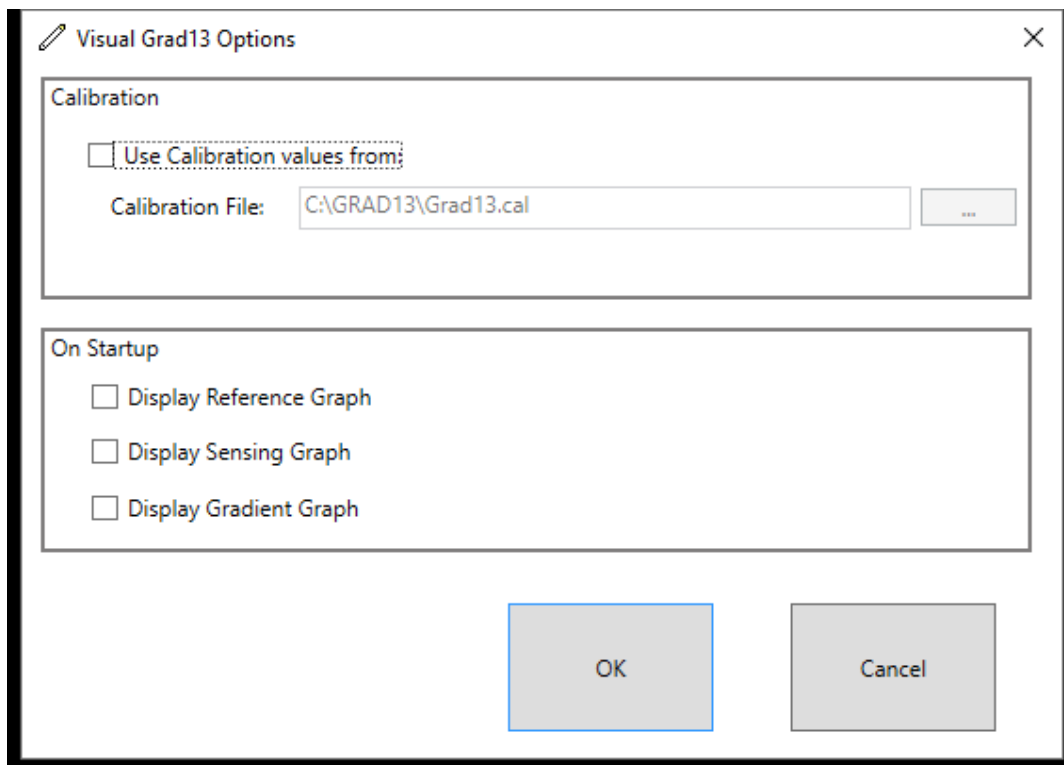 Visual Grad13 Options
Calibration
Use Calibration values from:
Calibration File: C:\GRAD13\Grad13.cal ...
On Startup
Display Reference Graph
Display Sensing Graph
Display Gradient Graph
OK Cancel